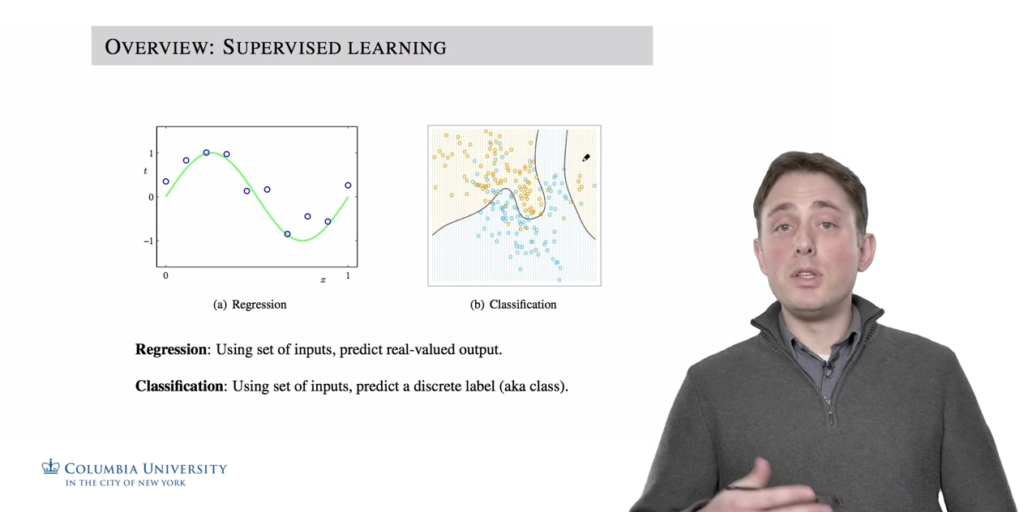 OVERVIEW: SUPERVISED LEARNING
1
t
0
−1
0
x
1
(a) Regression
(b) Classification
Regression: Using set of inputs, predict real-valued output.
Classification: Using set of inputs, predict a discrete label (aka class).
COLUMBIA UNIVERSITY
IN THE CITY OF NEW YORK